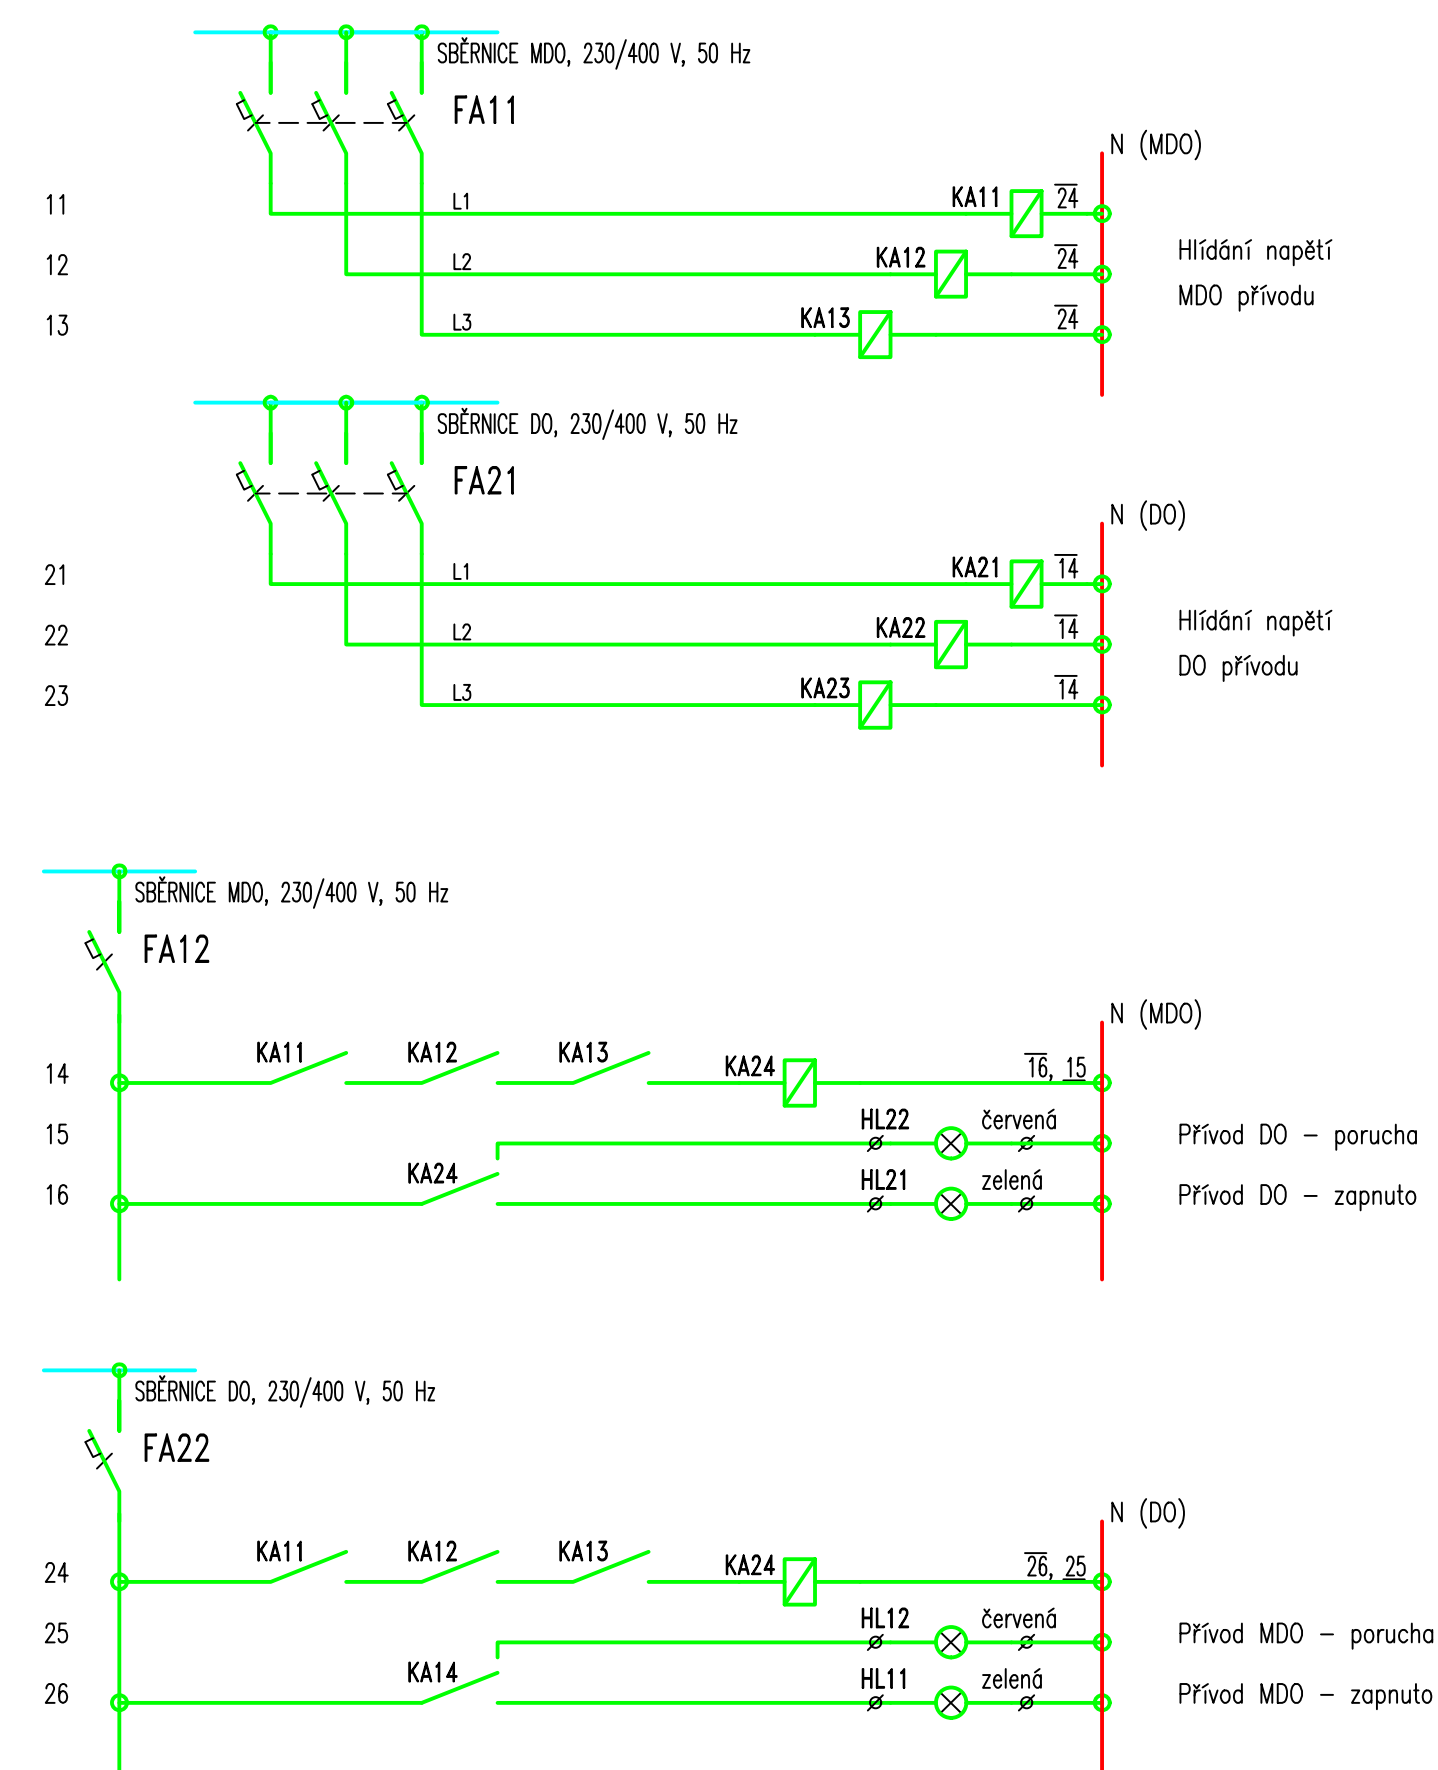 SBĚRNICE MDO, 230/400 V, 50 Hz
FA11
N (MDO)
11 L1 KA11 24
12 L2 KA12 24
Hlídání napětí
MDO přívodu
13 L3 KA13 24
SBĚRNICE DO, 230/400 V, 50 Hz
FA21
N (DO)
21 L1 KA21 14
22 L2 KA22 14
Hlídání napětí
DO přívodu
23 L3 KA23 14
SBĚRNICE MDO, 230/400 V, 50 Hz
FA12
N (MDO)
14 KA11 KA12 KA13 KA24 16, 15
15 HL22 červená Přívod DO – porucha
KA24
16 HL21 zelená Přívod DO – zapnuto
SBĚRNICE DO, 230/400 V, 50 Hz
FA22
N (DO)
24 KA11 KA12 KA13 KA24 26, 25
25 HL12 červená Přívod MDO – porucha
KA14
26 HL11 zelená Přívod MDO – zapnuto